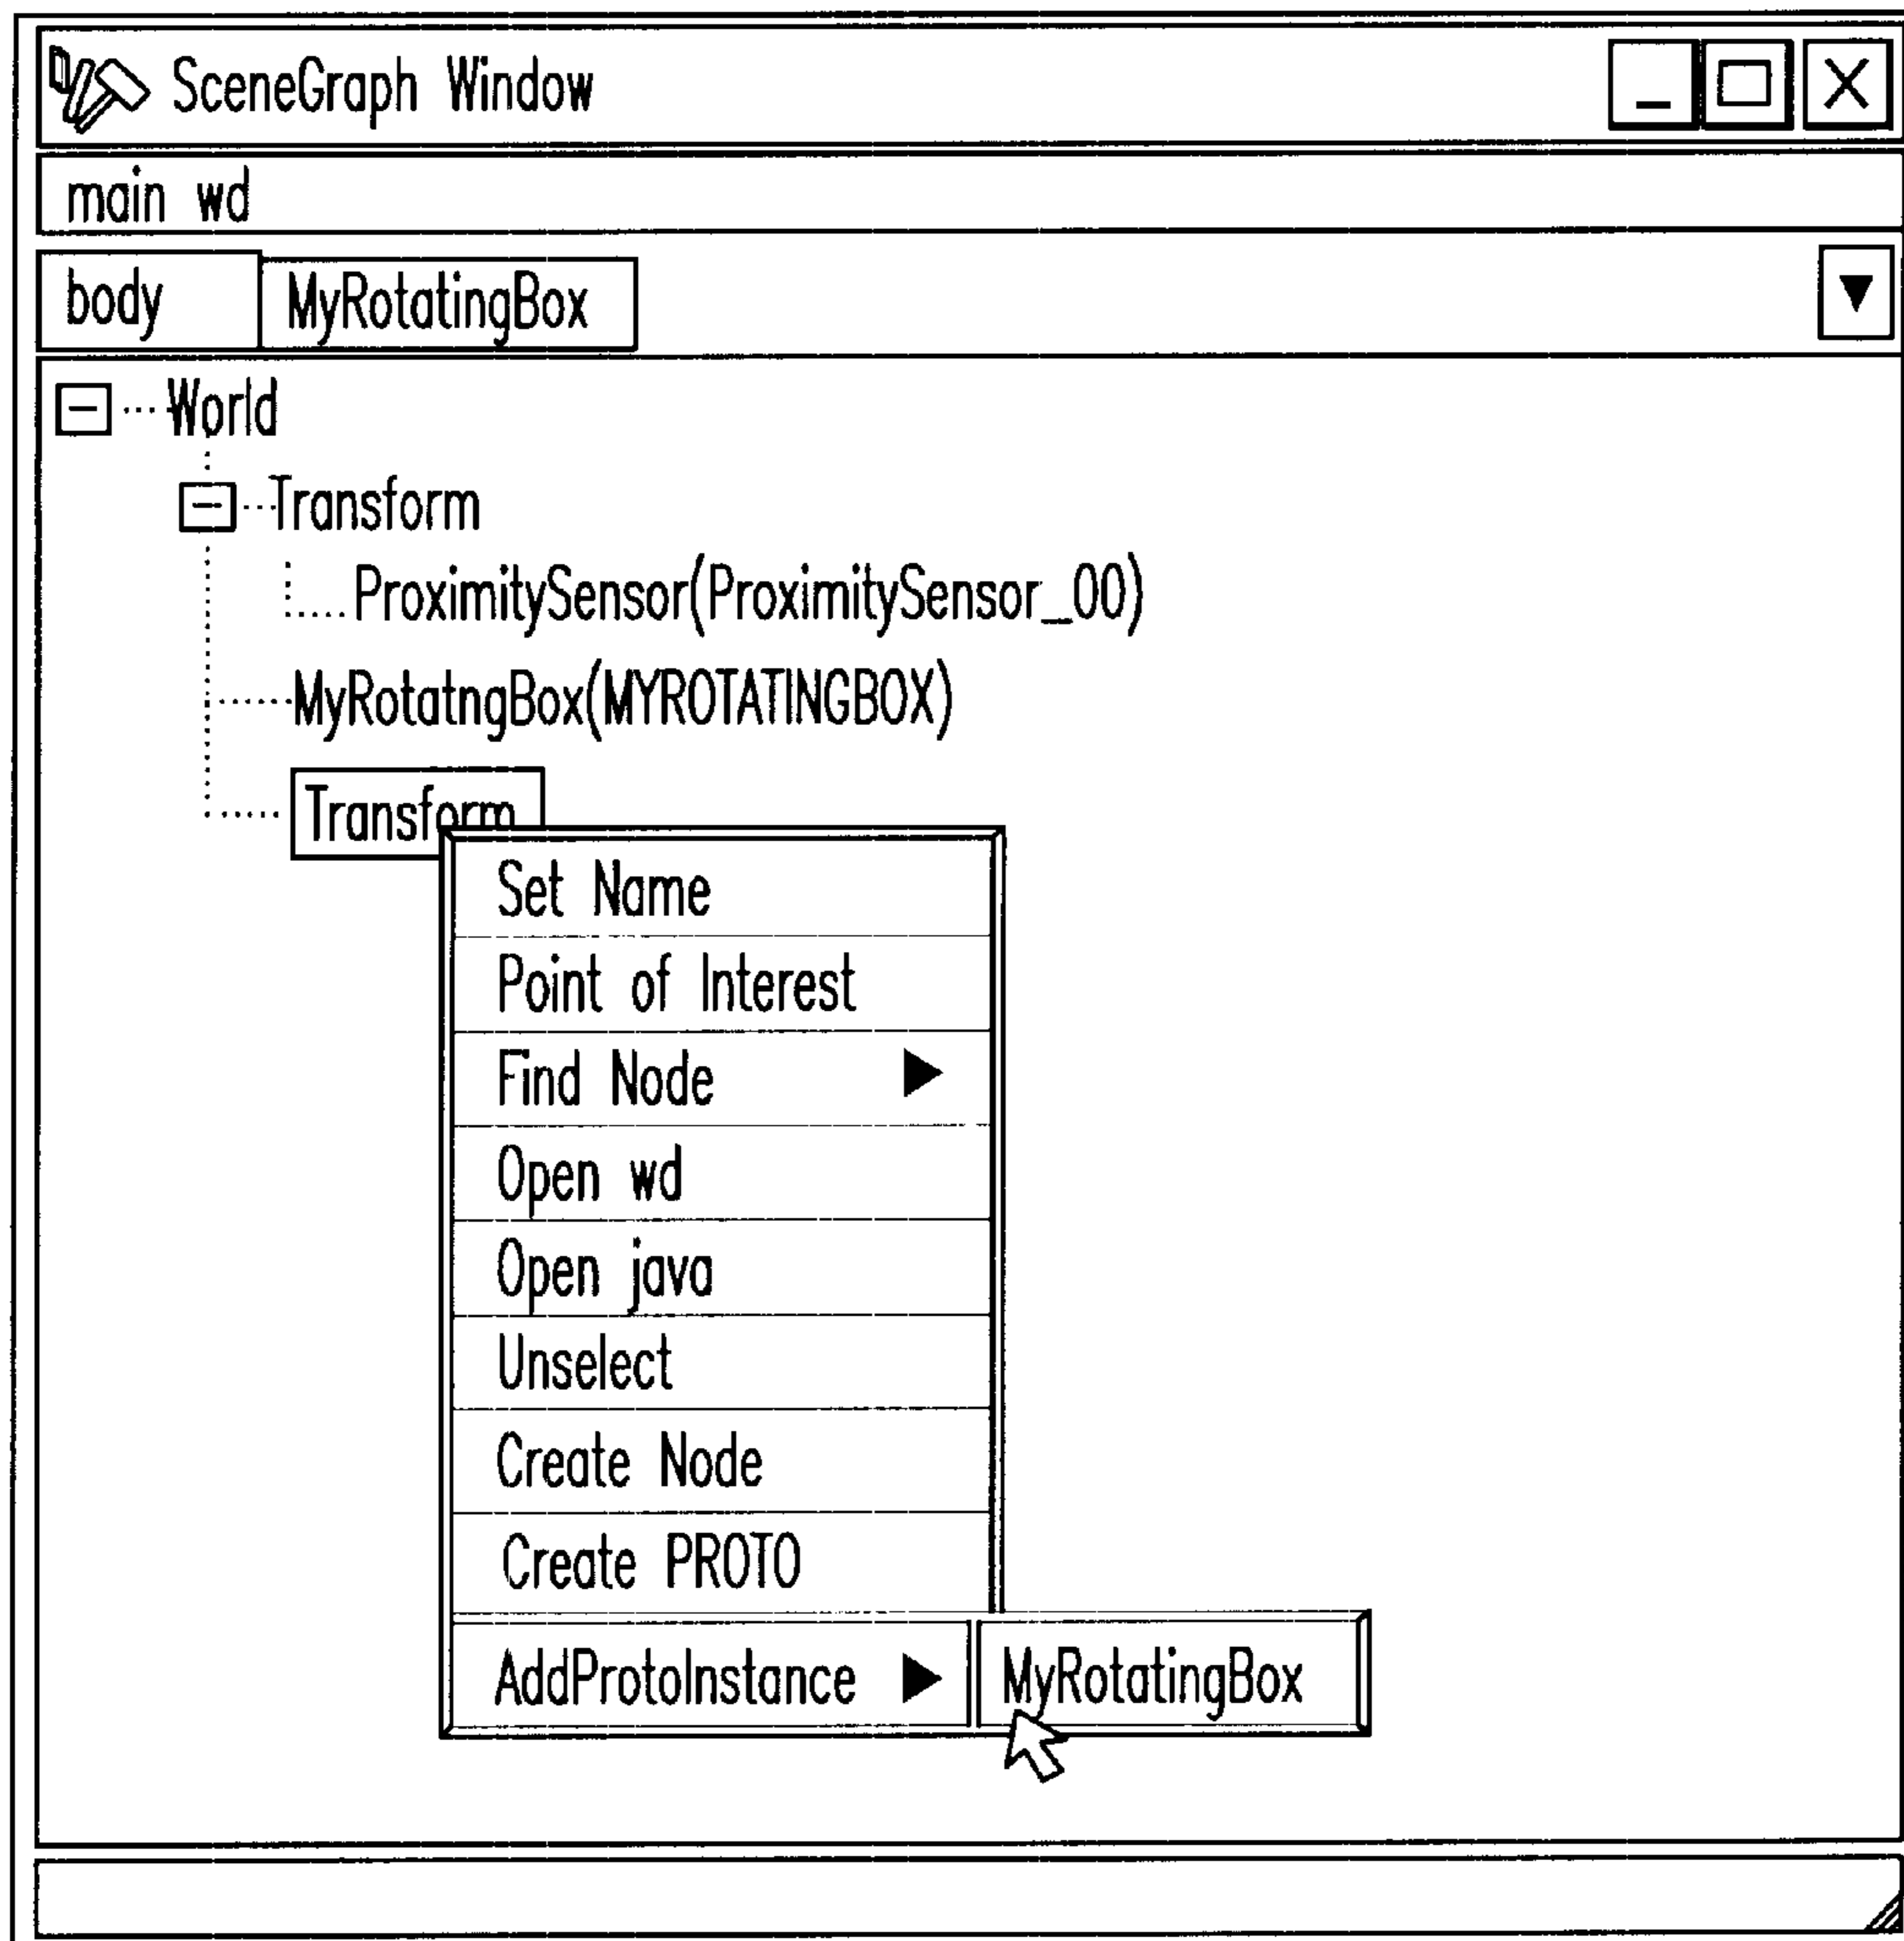 SceneGraph Window
main wd
body MyRotatingBox
World
Transform
ProximitySensor(ProximitySensor_00)
MyRotatngBox(MYROTATINGBOX)
Transform
Set Name
Point of Interest
Find Node
Open wd
Open java
Unselect
Create Node
Create PROTO
AddProtoInstance MyRotatingBox